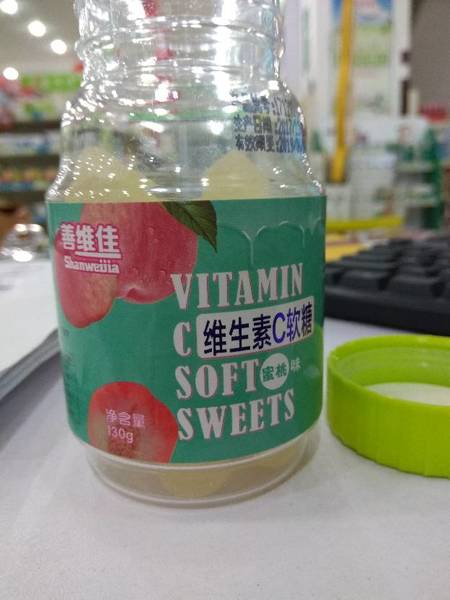 善维佳
Shanweijia
VITAMIN
C 维生素C软糖
SOFT 蜜桃味
SWEETS
净含量
130g